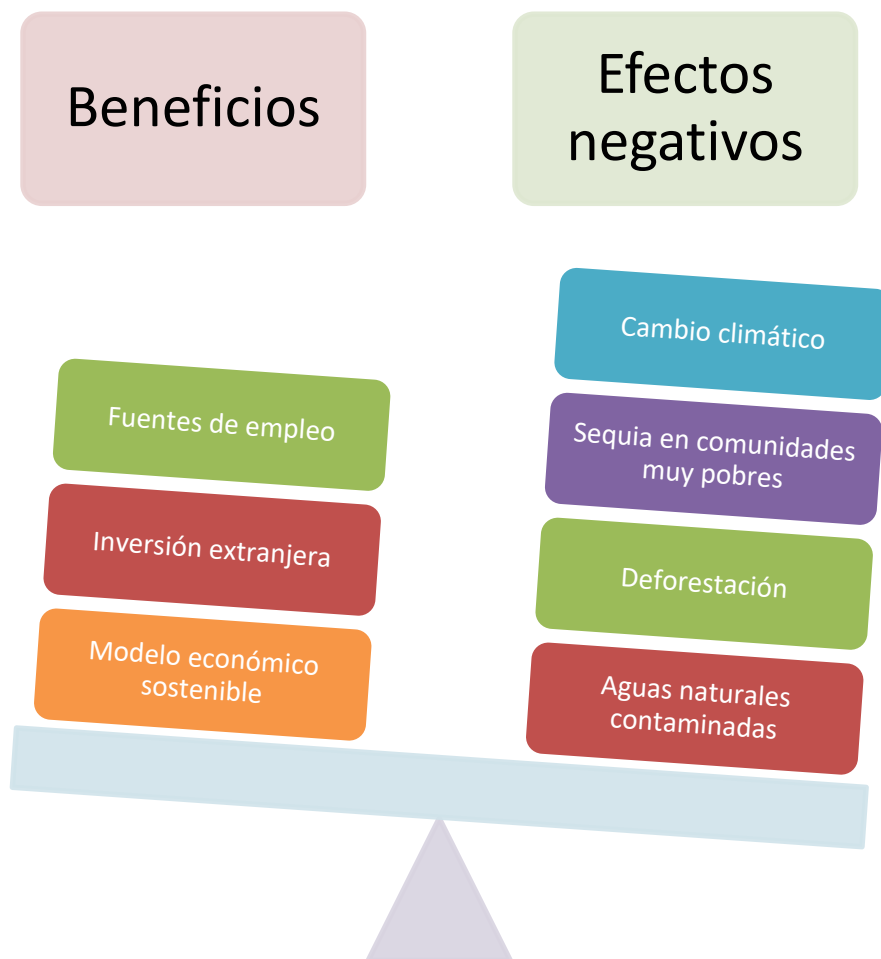 Beneficios
Efectos
negativos
Fuentes de empleo
Inversión extranjera
Modelo económico
sostenible
Cambio climático
Sequia en comunidades
muy pobres
Deforestación
Aguas naturales
contaminadas